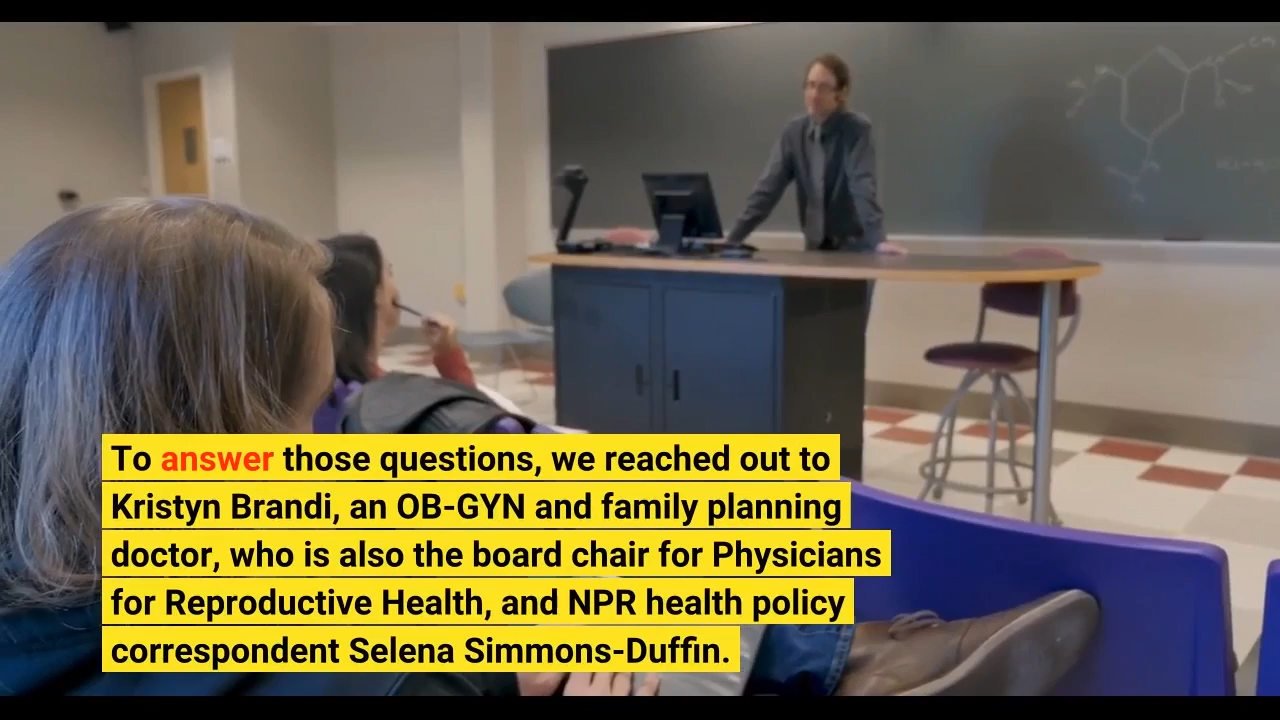 To answer those questions, we reached out to
Kristyn Brandi, an OB-GYN and family planning
doctor, who is also the board chair for Physicians
for Reproductive Health, and NPR health policy
correspondent Selena Simmons-Duffin.